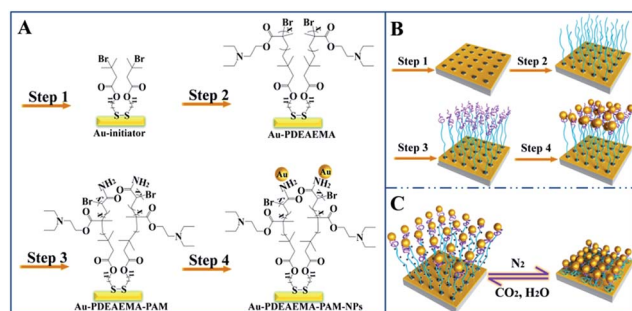 A
Br
Br
O
O
O
O
S-S
Step 1
Au-initiator
Step 2
Br
Br
x
x
N
O
O
O
O
O
O
N
O
O
S-S
Au-PDEAEMA
Step 3
NH2
O
O
NH2
Br
Br
x
N
O
O
O
O
N
O
O
O
O
S-S
Au-PDEAEMA-PAM
Step 4
Au
Au
NH2
O
O
NH2
Br
Br
x
N
O
O
O
O
N
O
O
O
O
S-S
Au-PDEAEMA-PAM-NPs
B
Step 1
Step 2
Step 3
Step 4
C
N2
CO2, H2O